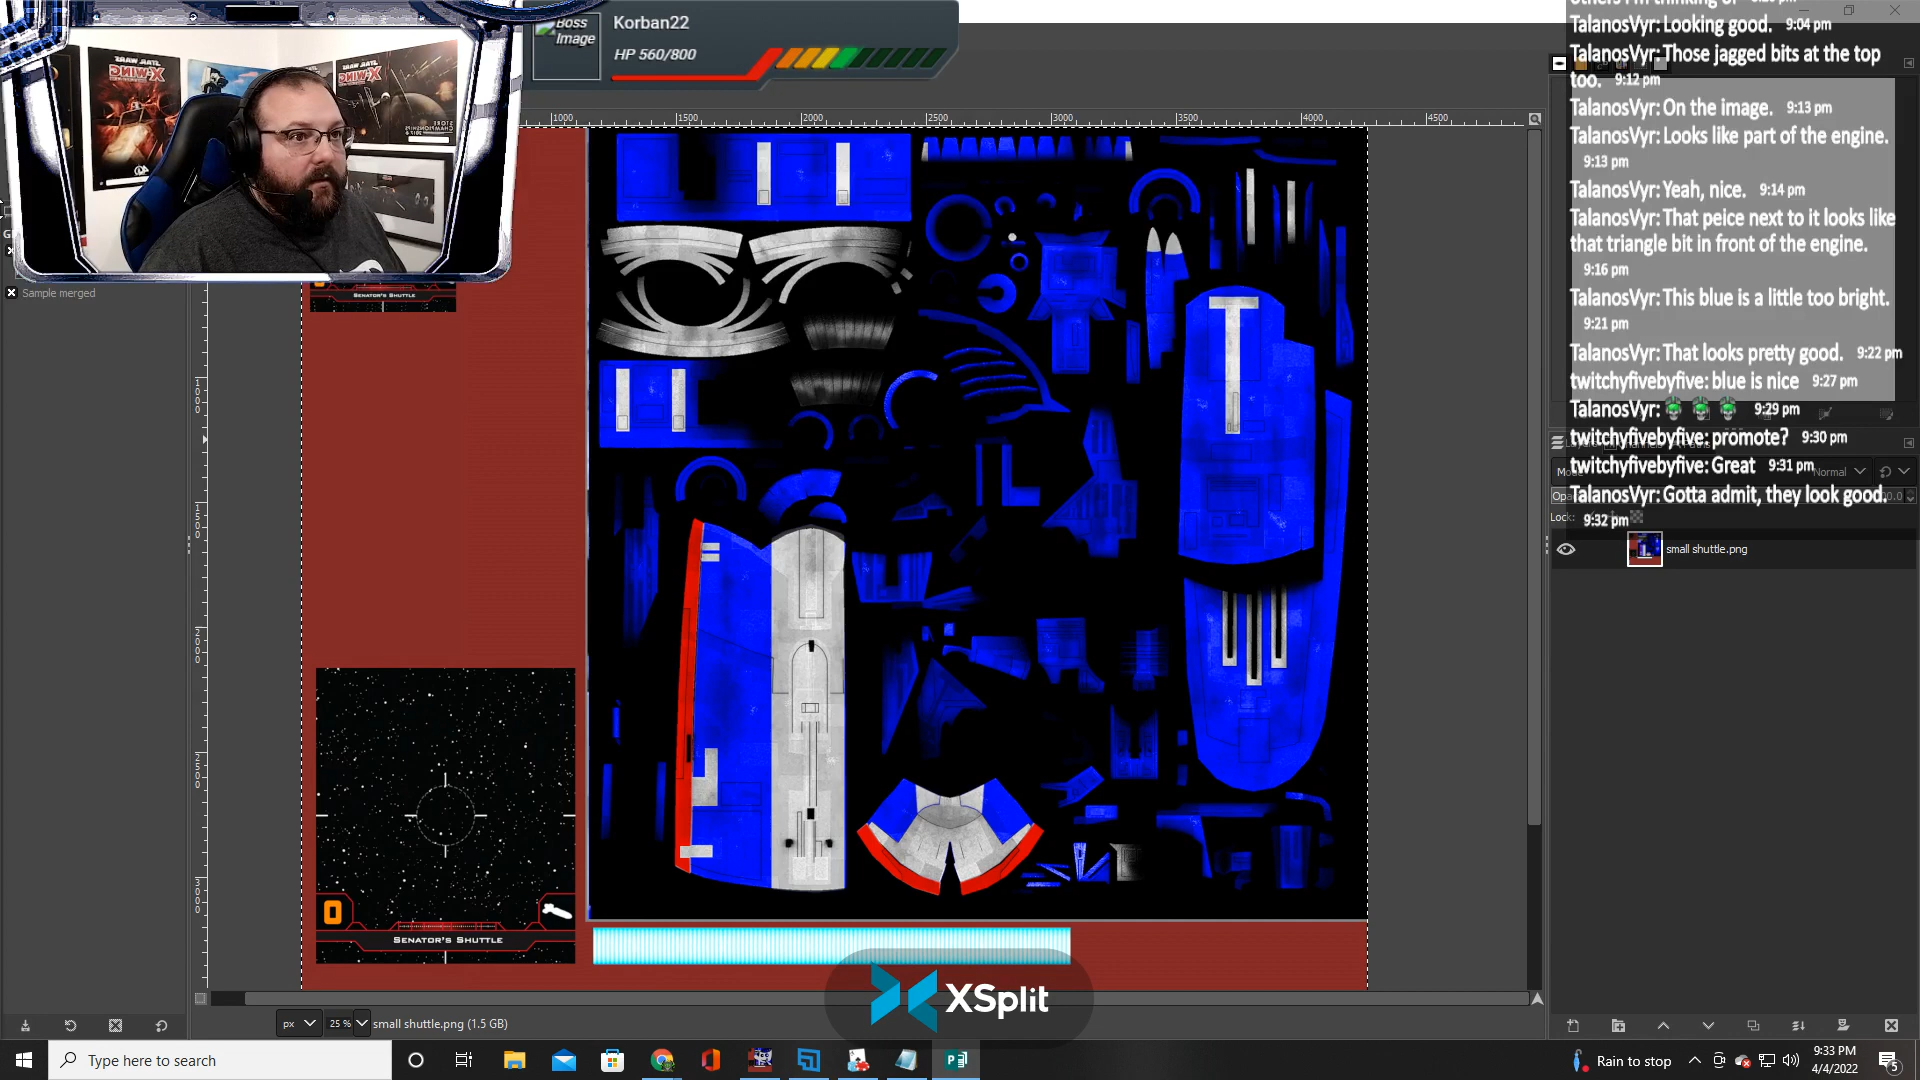 Korban22
Boss
Image
HP 560/800
TalanosVyr: Looking good. 9:04 pm
TalanosVyr: Those jagged bits at the top
too. 9:12 pm
TalanosVyr: On the image. 9:13 pm
TalanosVyr: Looks like part of the engine.
9:13 pm
TalanosVyr: Yeah, nice. 9:14 pm
TalanosVyr: That peice next to it looks like
that triangle bit in front of the engine.
9:16 pm
TalanosVyr: This blue is a little too bright.
9:21 pm
TalanosVyr: That looks pretty good. 9:22 pm
twitchyfivebyfive: blue is nice 9:27 pm
TalanosVyr: 9:29 pm
twitchyfivebyfive: promote? 9:30 pm
twitchyfivebyfive: Great 9:31 pm
TalanosVyr: Gotta admit, they look good.
9:32 pm
1000 1500 2000 2500 3000 3500 4000 4500
Sample merged
Senator's Shuttle
1000
1500
2000
2500
3000
Normal
Lock:
small shuttle.png
Senator's Shuttle
XSplit
px 25 % small shuttle.png (1.5 GB)
Type here to search
Rain to stop
9:33 PM
4/4/2022
5